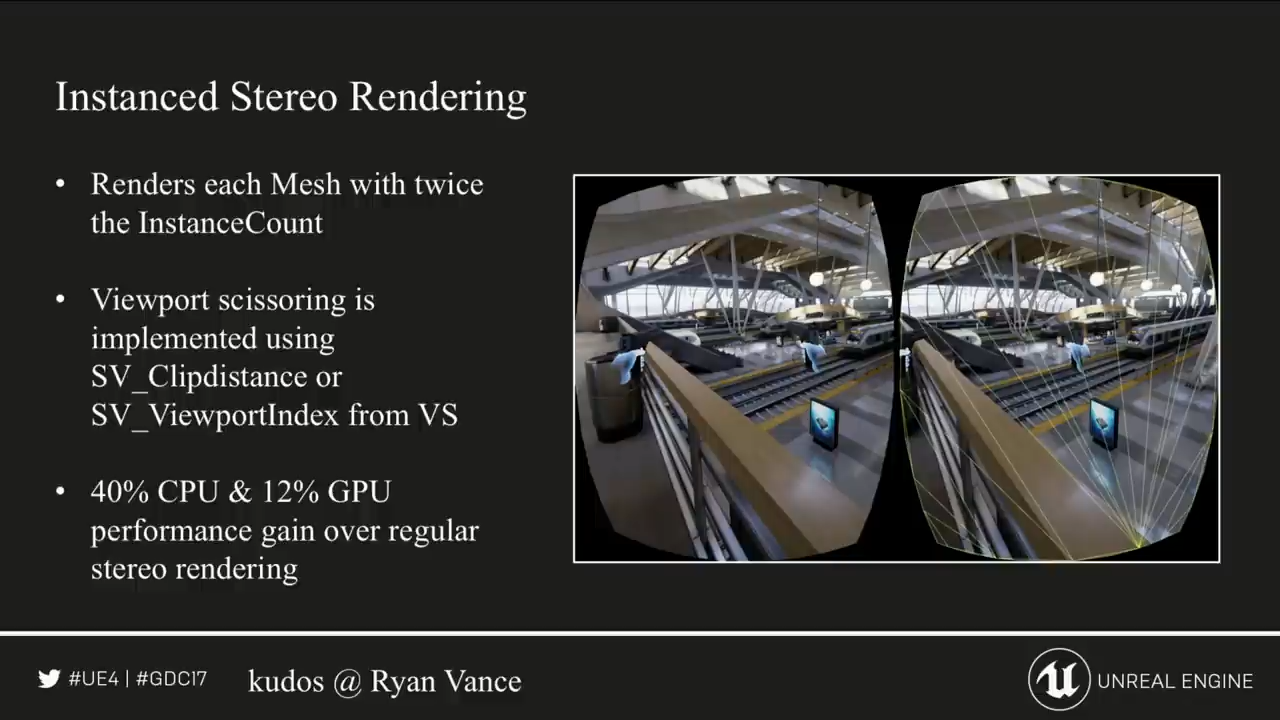 Instanced Stereo Rendering
• Renders each Mesh with twice
the InstanceCount
• Viewport scissoring is
implemented using
SV_Clipdistance or
SV_ViewportIndex from VS
• 40% CPU & 12% GPU
performance gain over regular
stereo rendering
#UE4 | #GDC17
kudos @ Ryan Vance
UNREAL ENGINE